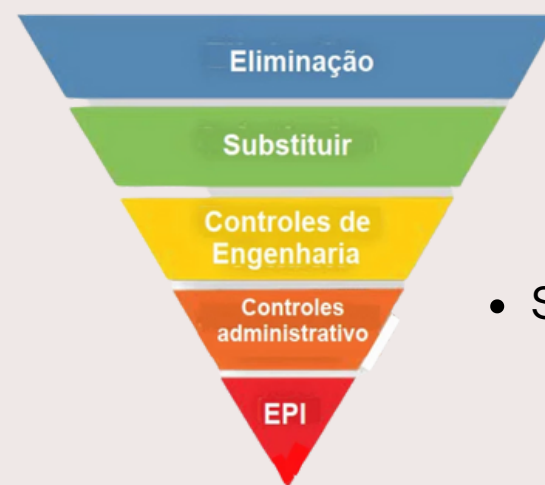 Eliminação
Substituir
Controles de
Engenharia
Controles
administrativo
EPI
• S